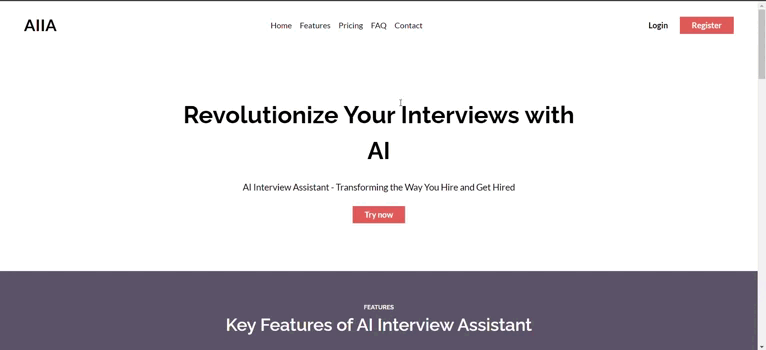 AIIA
Home Features Pricing FAQ Contact
Login Register
Revolutionize Your Interviews with
AI
AI Interview Assistant - Transforming the Way You Hire and Get Hired
Try now
FEATURES
Key Features of AI Interview Assistant